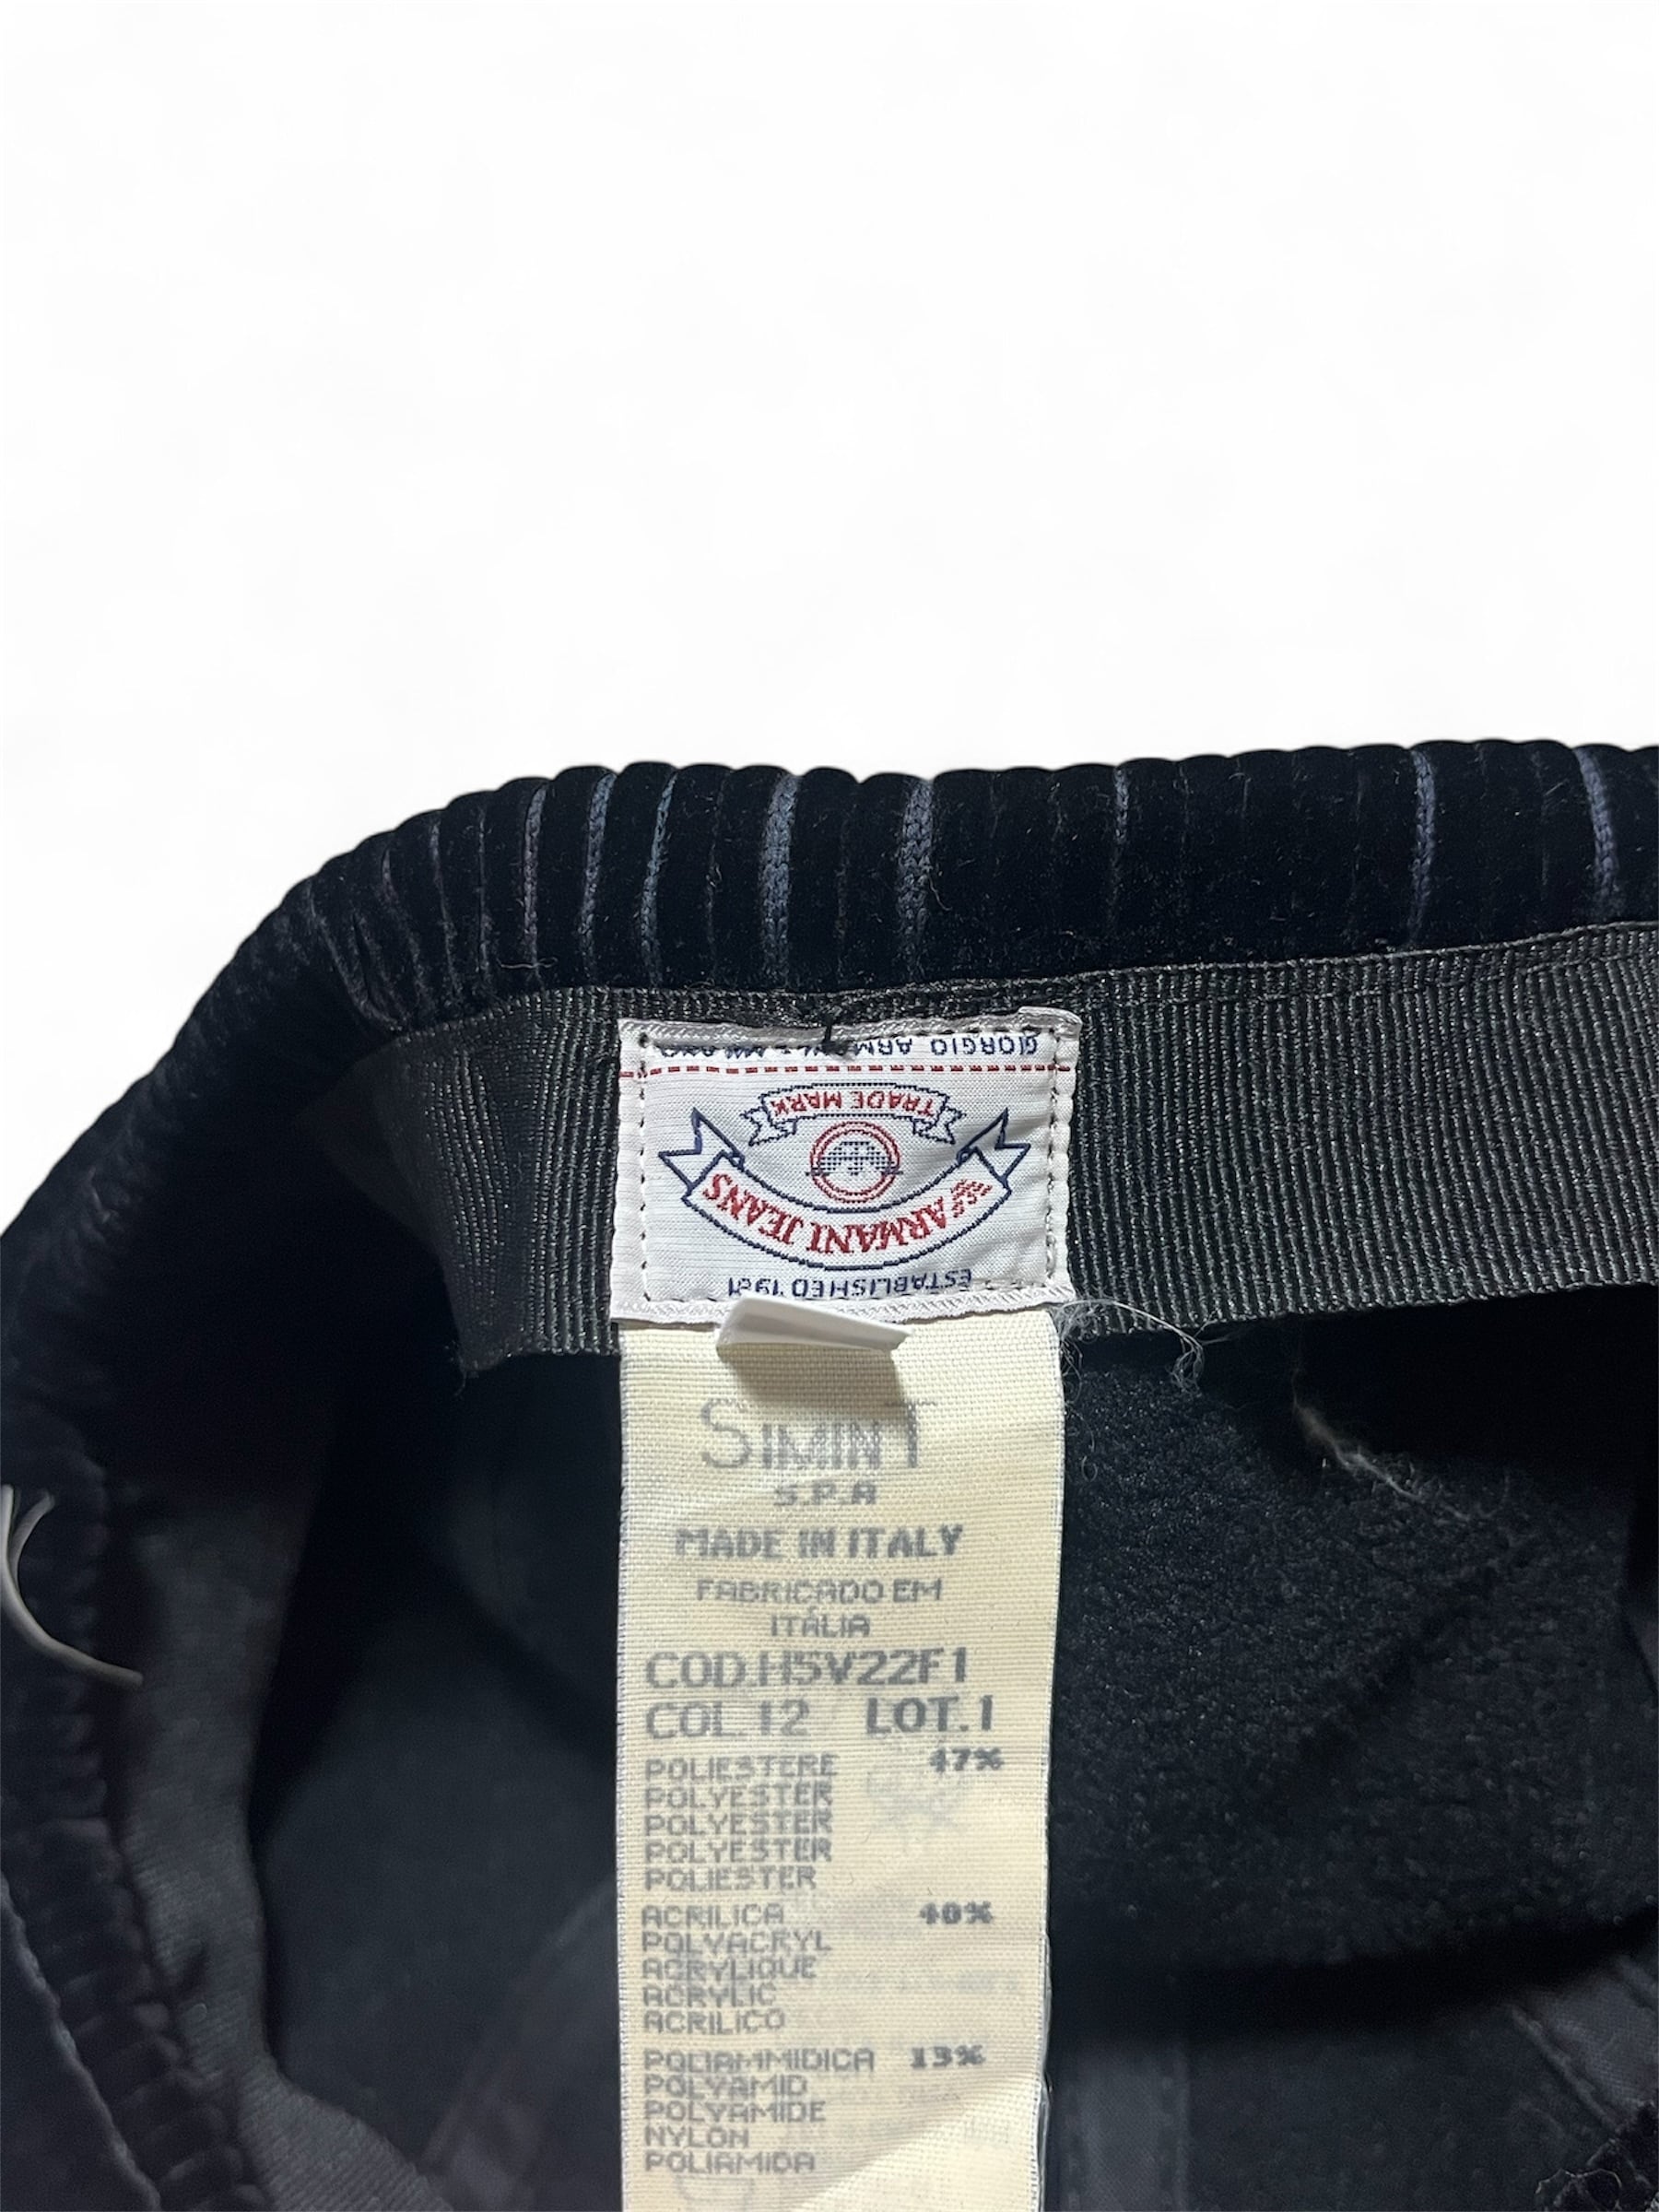 GIORGIO ARMANI - MILANO
TRADE MARK
ARMANI JEANS
ESTABLISHED 1981
SIMINT
S.P.A
MADE IN ITALY
FABRICADO EM
ITÁLIA
COD.H5V22F1
COL.12 LOT.1
POLIESTERE 47%
POLYESTER
POLYESTER
POLYESTER
POLIESTER
ACRILICA 40%
POLYACRYL
ACRYLIQUE
ACRYLIC
ACRILICO
POLIAMMIDICA 13%
POLYAMID
POLYAMIDE
NYLON
POLIAMIDA